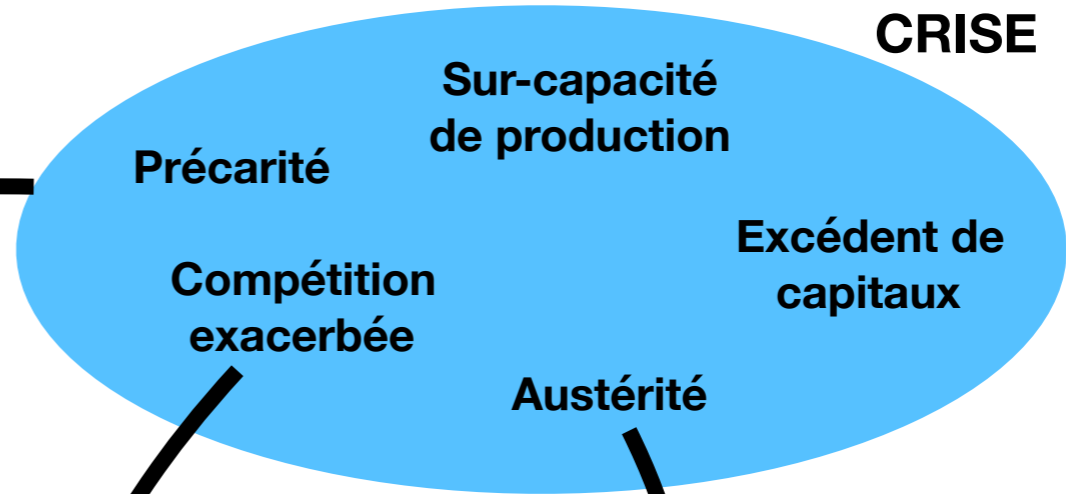 CRISE
Sur-capacité
de production
Précarité
Excédent de
capitaux
Compétition
exacerbée
Austérité